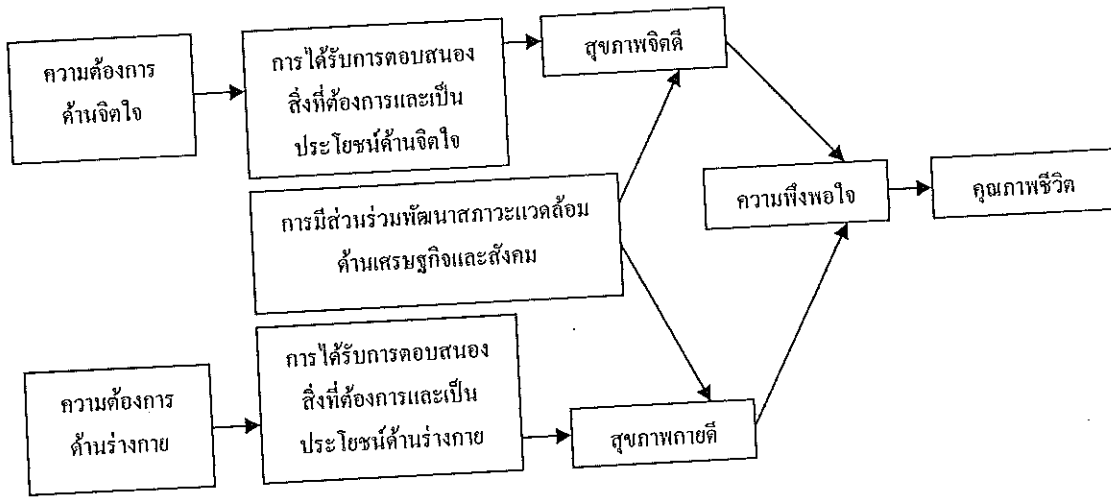 ความต้องการ
ด้านจิตใจ
การได้รับการตอบสนอง
สิ่งที่ต้องการและเป็น
ประโยชน์ด้านจิตใจ
สุขภาพจิตดี
การมีส่วนร่วมพัฒนาสภาวะแวดล้อม
ด้านเศรษฐกิจและสังคม
ความพึงพอใจ
คุณภาพชีวิต
ความต้องการ
ด้านร่างกาย
การได้รับการตอบสนอง
สิ่งที่ต้องการและเป็น
ประโยชน์ด้านร่างกาย
สุขภาพกายดี